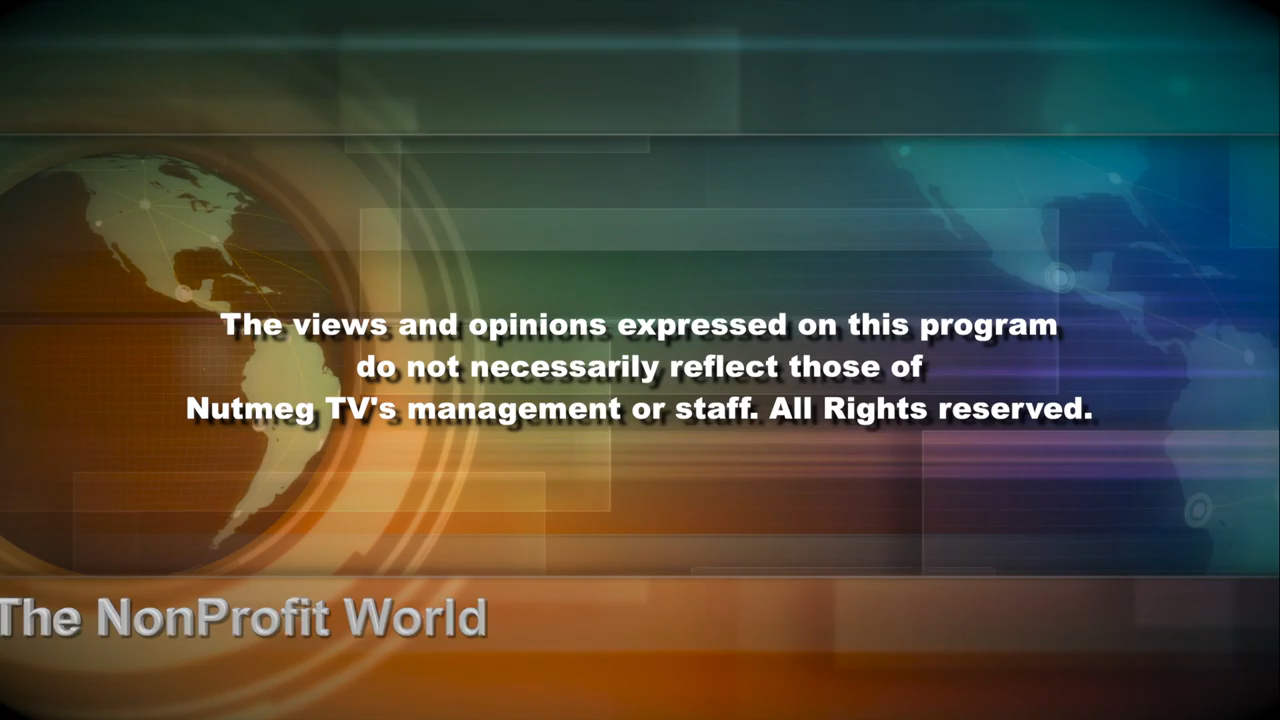 The views and opinions expressed on this program
do not necessarily reflect those of
Nutmeg TV's management or staff. All Rights reserved.
The NonProfit World